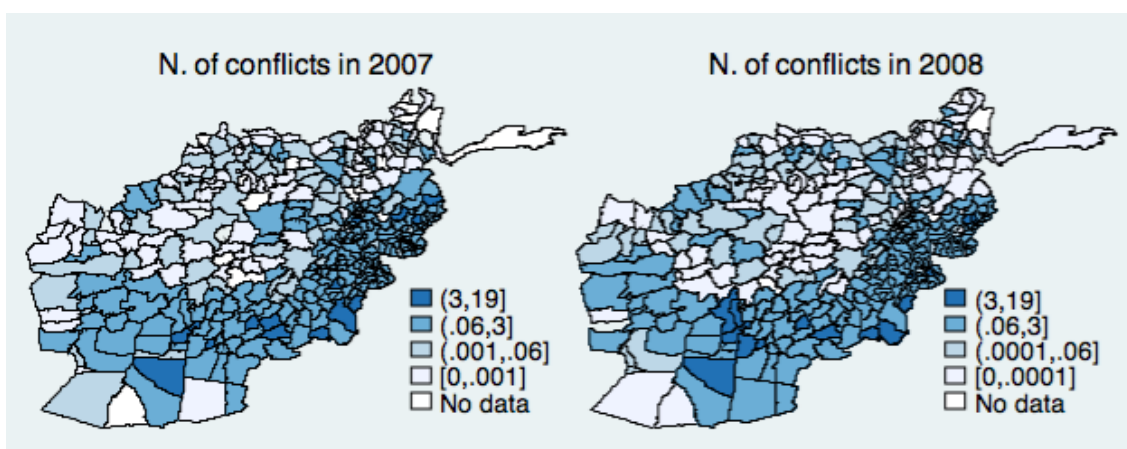 N. of conflicts in 2007
(3,19]
(.06,3]
(.001,.06]
[0,.001]
No data
N. of conflicts in 2008
(3,19]
(.06,3]
(.0001,.06]
[0,.0001]
No data